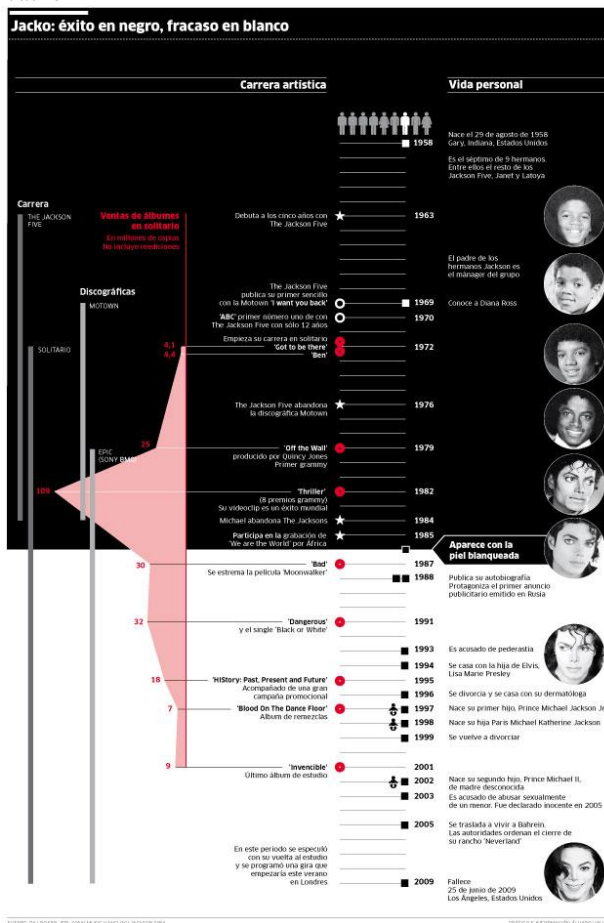 Jacko: éxito en negro, fracaso en blanco
Carrera artística
Vida personal
1958
Nace el 29 de agosto de 1958
Gary, Indiana, Estados Unidos
Es el séptimo de 9 hermanos.
Entre ellos el resto de los
Jackson Five, Janet y Latoya
Carrera
THE JACKSON
FIVE
Ventas de álbumes
en solitario
En millones de copias
No incluye reediciones
Debuta a los cinco años con
The Jackson Five
1963
El padre de los
hermanos Jackson es
el mánager del grupo
Discográficas
MOTOWN
The Jackson Five
publica su primer sencillo
con la Motown 'I want you back'
1969
Conoce a Diana Ross
'ABC' primer número uno de con
The Jackson Five con sólo 12 años
1970
SOLITARIO
Empieza su carrera en solitario
4,1
'Got to be there'
1972
4,4
'Ben'
The Jackson Five abandona
la discográfica Motown
1976
EPIC
(SONY BMG)
25
'Off the Wall'
producido por Quincy Jones
Primer grammy
1979
109
'Thriller'
(8 premios grammy)
Su videoclip es un éxito mundial
1982
Michael abandona The Jacksons
1984
Participa en la grabación de
'We are the World' por África
1985
Aparece con la
piel blanqueada
30
'Bad'
1987
Se estrema la película 'Moonwalker'
1988
Publica su autobiografía
Protagoniza el primer anuncio
publicitario emitido en Rusia
32
'Dangerous'
y el single 'Black or White'
1991
1993
Es acusado de pederastia
1994
Se casa con la hija de Elvis,
Lisa Marie Presley
18
'HIStory: Past, Present and Future'
Acompañado de una gran
campaña promocional
1995
1996
Se divorcia y se casa con su dermatóloga
7
'Blood On The Dance Floor'
Album de remezclas
1997
Nace su primer hijo, Prince Michael Jackson Jr
1998
Nace su hija Paris Michael Katherine Jackson
1999
Se vuelve a divorciar
9
'Invencible'
Último álbum de estudio
2001
2002
Nace su segundo hijo, Prince Michael II,
de madre desconocida
2003
Es acusado de abusar sexualmente
de un menor. Fue declarado inocente en 2005
2005
Se traslada a vivir a Bahrein.
Las autoridades ordenan el cierre de
su rancho 'Neverland'
En este periodo se especuló
con su vuelta al estudio
y se programó una gira que
empezaría este verano
en Londres
2009
Fallece
25 de junio de 2009
Los Ángeles, Estados Unidos